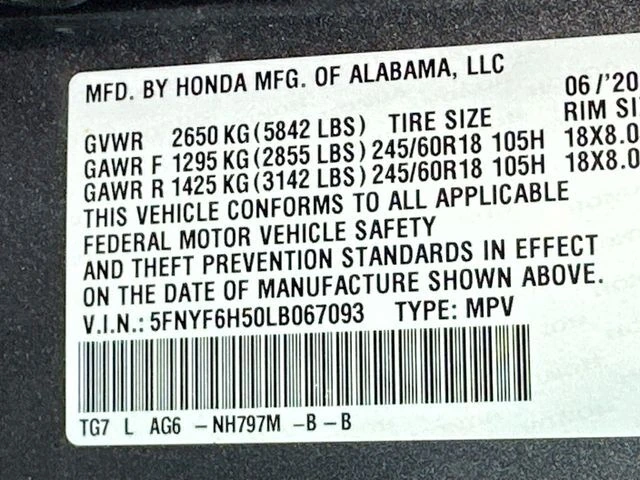 MFD. BY HONDA MFG. OF ALABAMA, LLC 06/'20
GVWR 2650 KG (5842 LBS) TIRE SIZE RIM SI
GAWR F 1295 KG (2855 LBS) 245/60R18 105H 18X8.0
GAWR R 1425 KG (3142 LBS) 245/60R18 105H 18X8.0
THIS VEHICLE CONFORMS TO ALL APPLICABLE
FEDERAL MOTOR VEHICLE SAFETY
AND THEFT PREVENTION STANDARDS IN EFFECT
ON THE DATE OF MANUFACTURE SHOWN ABOVE.
V.I.N.: 5FNYF6H50LB067093 TYPE: MPV
TG7 L AG6 – NH797M – B – B